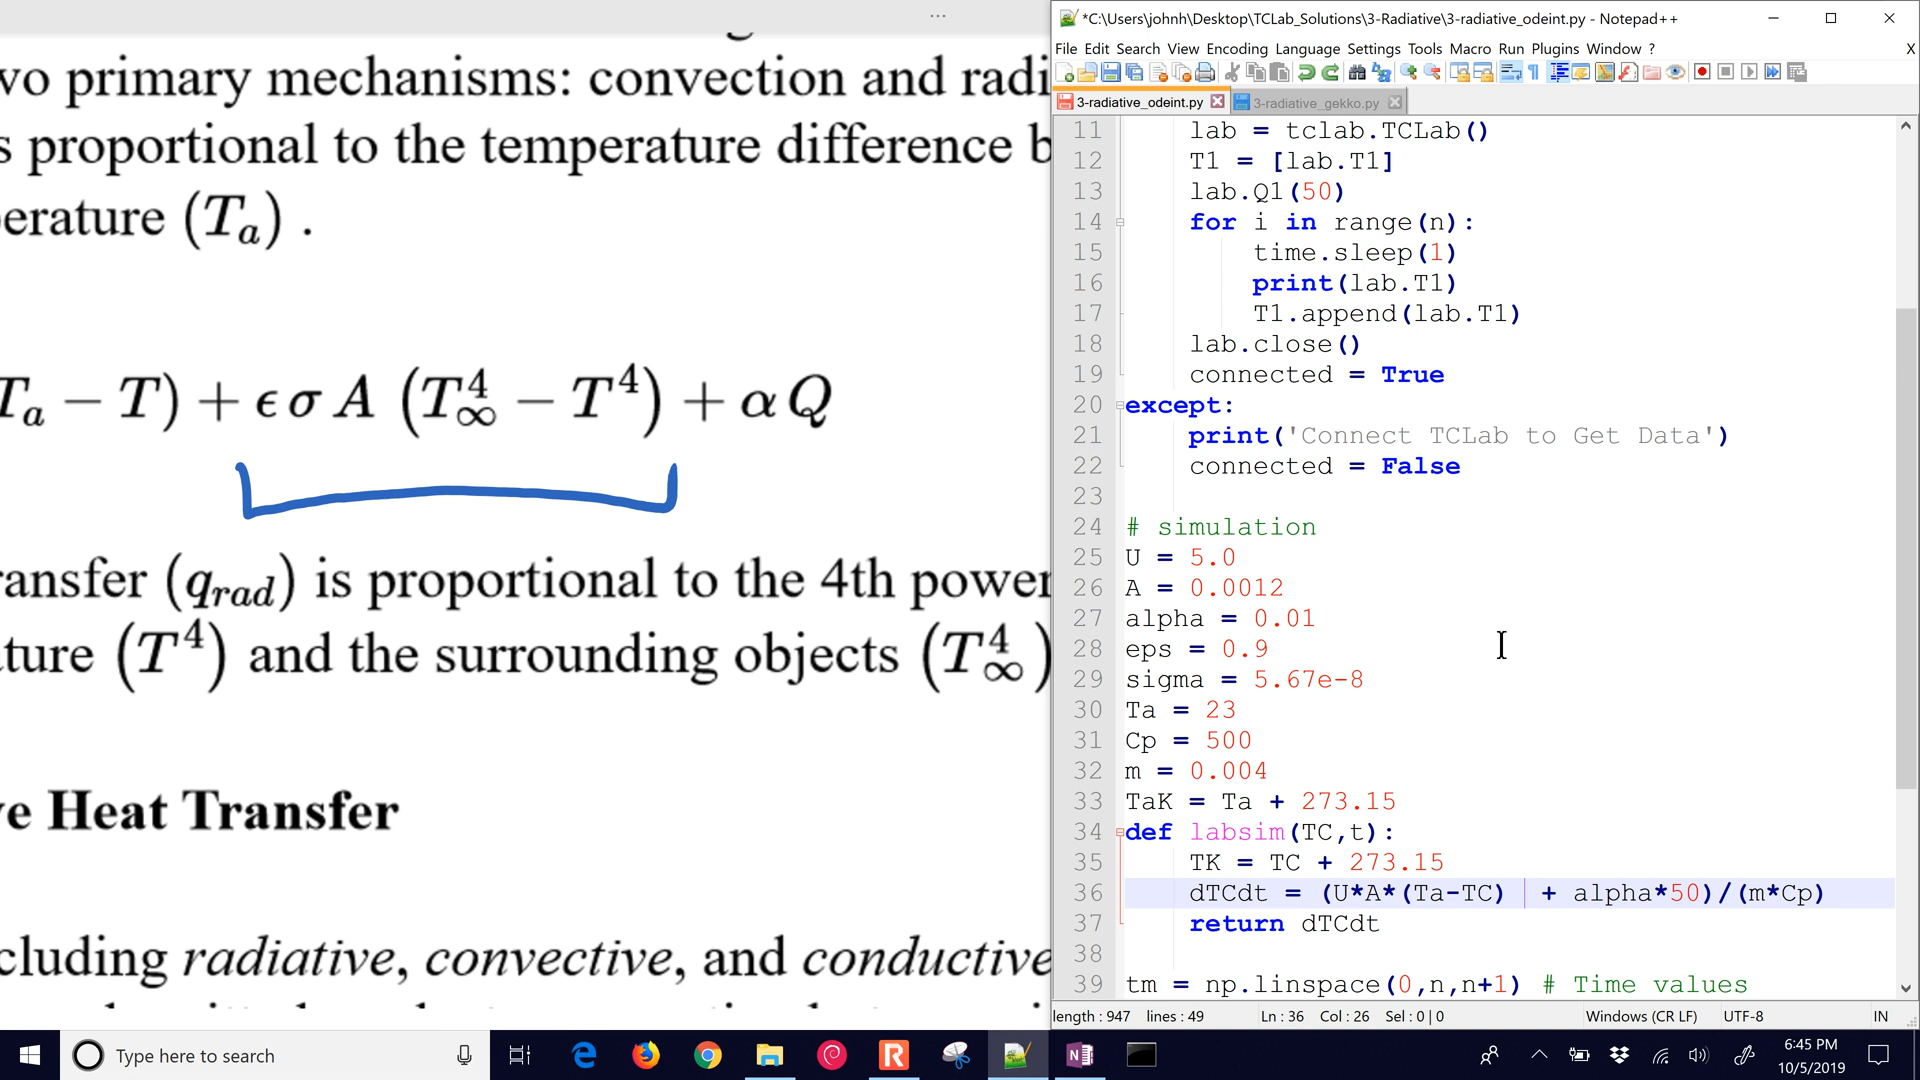 wo primary mechanisms: convection and radi
s proportional to the temperature difference b
erature (Ta) .
Ta − T) + ϵ σ A (T∞⁴ − T⁴) + α Q
ansfer (qrad) is proportional to the 4th power
ture (T⁴) and the surrounding objects (T∞⁴)
e Heat Transfer
cluding radiative, convective, and conductive
*C:\Users\johnh\Desktop\TCLab_Solutions\3-Radiative\3-radiative_odeint.py - Notepad++
File Edit Search View Encoding Language Settings Tools Macro Run Plugins Window ? X
3-radiative_odeint.py 3-radiative_gekko.py
11 lab = tclab.TCLab()
12 T1 = [lab.T1]
13 lab.Q1(50)
14 for i in range(n):
15 time.sleep(1)
16 print(lab.T1)
17 T1.append(lab.T1)
18 lab.close()
19 connected = True
20 except:
21 print('Connect TCLab to Get Data')
22 connected = False
23
24 # simulation
25 U = 5.0
26 A = 0.0012
27 alpha = 0.01
28 eps = 0.9
29 sigma = 5.67e-8
30 Ta = 23
31 Cp = 500
32 m = 0.004
33 TaK = Ta + 273.15
34 def labsim(TC,t):
35 TK = TC + 273.15
36 dTCdt = (U*A*(Ta-TC) + alpha*50)/(m*Cp)
37 return dTCdt
38
39 tm = np.linspace(0,n,n+1) # Time values
length : 947 lines : 49 Ln : 36 Col : 26 Sel : 0 | 0 Windows (CR LF) UTF-8 IN
Type here to search
6:45 PM
10/5/2019